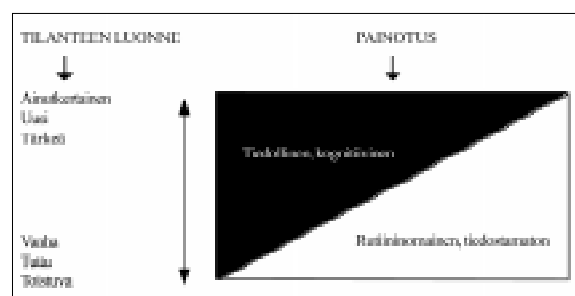 TILANTEEN LUONNE
PAINOTUS
Ainutkertainen
Uusi
Tärkeä
Tiedollinen, kognitiivinen
Vanha
Tuttu
Toistuva
Rutiininomainen, tiedostamaton